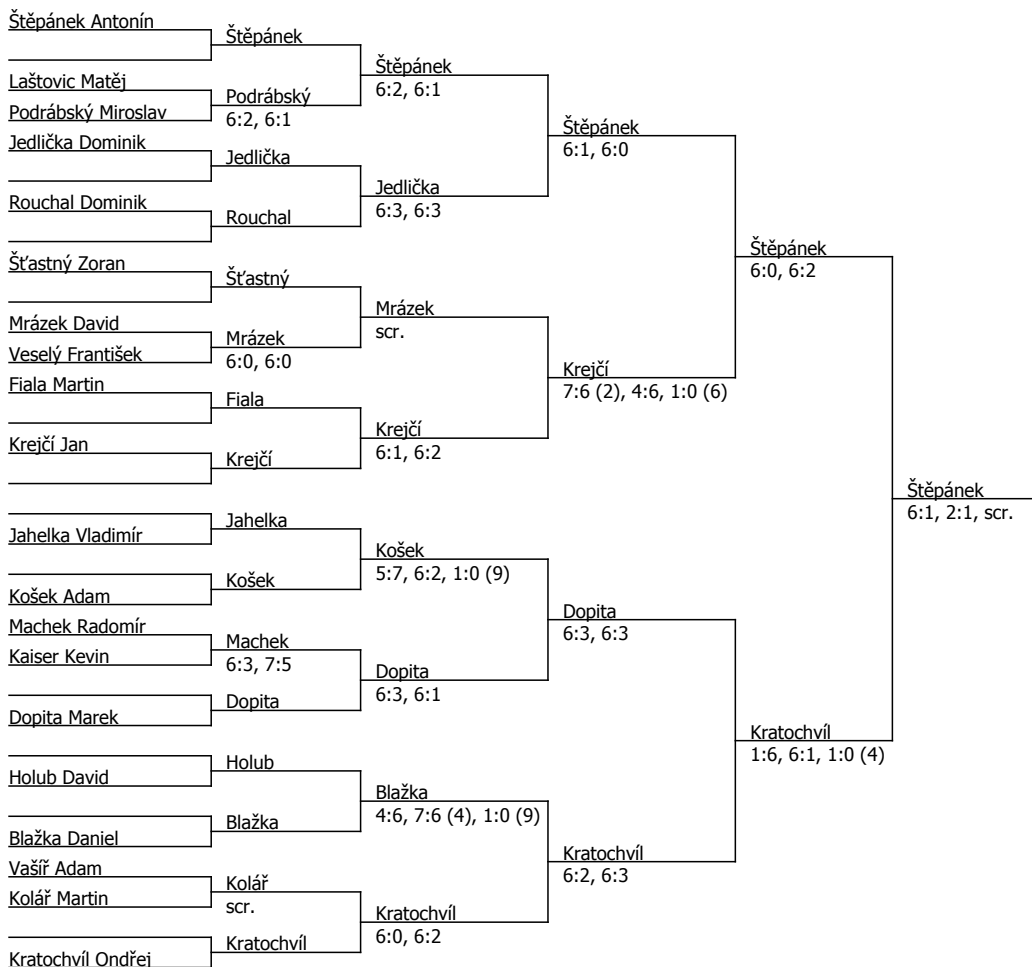 Štěpánek Antonín
Laštovic Matěj
Podrábský Miroslav
Jedlička Dominik
Rouchal Dominik
Šťastný Zoran
Mrázek David
Veselý František
Fiala Martin
Krejčí Jan
Jahelka Vladimír
Košek Adam
Machek Radomír
Kaiser Kevin
Dopita Marek
Holub David
Blažka Daniel
Vašíř Adam
Kolář Martin
Kratochvíl Ondřej
Štěpánek
Podrábský
6:2, 6:1
Jedlička
Rouchal
Šťastný
Mrázek
6:0, 6:0
Fiala
Krejčí
Jahelka
Košek
Machek
6:3, 7:5
Dopita
Holub
Blažka
Kolář
scr.
Kratochvíl
Štěpánek
6:2, 6:1
Jedlička
6:3, 6:3
Mrázek
scr.
Krejčí
6:1, 6:2
Košek
5:7, 6:2, 1:0 (9)
Dopita
6:3, 6:1
Blažka
4:6, 7:6 (4), 1:0 (9)
Kratochvíl
6:0, 6:2
Štěpánek
6:1, 6:0
Krejčí
7:6 (2), 4:6, 1:0 (6)
Dopita
6:3, 6:3
Kratochvíl
6:2, 6:3
Štěpánek
6:0, 6:2
Kratochvíl
1:6, 6:1, 1:0 (4)
Štěpánek
6:1, 2:1, scr.